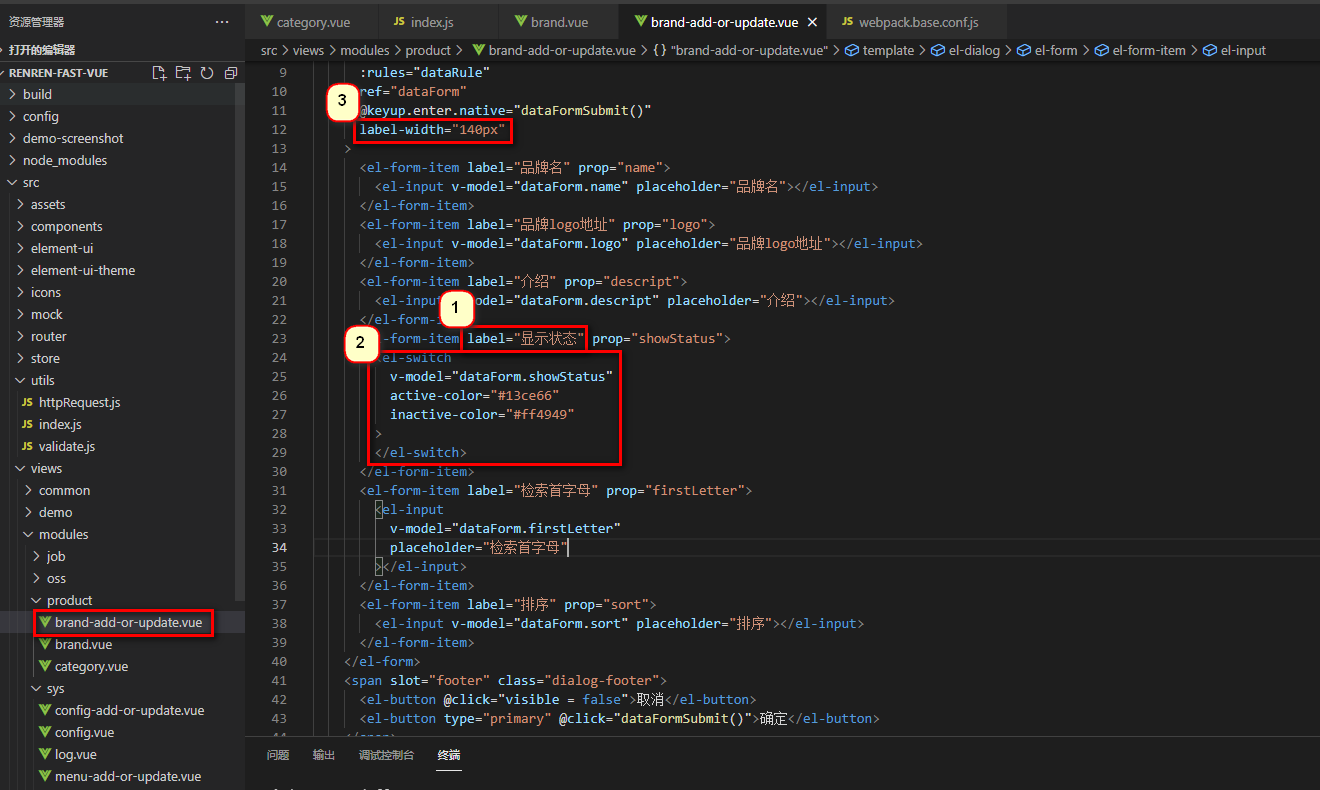 资源管理器 ···
打开的编辑器
RENREN-FAST-VUE
build
config
demo-screenshot
node_modules
src
assets
components
element-ui
element-ui-theme
icons
mock
router
store
utils
JS httpRequest.js
JS index.js
JS validate.js
views
common
demo
modules
job
oss
product
brand-add-or-update.vue
brand.vue
category.vue
sys
config-add-or-update.vue
config.vue
log.vue
menu-add-or-update.vue
category.vue JS index.js brand.vue brand-add-or-update.vue × JS webpack.base.conf.js
src > views > modules > product > brand-add-or-update.vue > {} "brand-add-or-update.vue" > template > el-dialog > el-form > el-form-item > el-input
9 :rules="dataRule"
10 ref="dataForm"
3
11 @keyup.enter.native="dataFormSubmit()"
12 label-width="140px"
13 >
14 <el-form-item label="品牌名" prop="name">
15 <el-input v-model="dataForm.name" placeholder="品牌名"></el-input>
16 </el-form-item>
17 <el-form-item label="品牌logo地址" prop="logo">
18 <el-input v-model="dataForm.logo" placeholder="品牌logo地址"></el-input>
19 </el-form-item>
20 <el-form-item label="介绍" prop="descript">
21 <el-input model="dataForm.descript" placeholder="介绍"></el-input>
1
22 </el-form-i
23 -form-item label="显示状态" prop="showStatus">
2
24 <el-switch
25 v-model="dataForm.showStatus"
26 active-color="#13ce66"
27 inactive-color="#ff4949"
28 >
29 </el-switch>
30 </el-form-item>
31 <el-form-item label="检索首字母" prop="firstLetter">
32 <el-input
33 v-model="dataForm.firstLetter"
34 placeholder="检索首字母"
35 ></el-input>
36 </el-form-item>
37 <el-form-item label="排序" prop="sort">
38 <el-input v-model="dataForm.sort" placeholder="排序"></el-input>
39 </el-form-item>
40 </el-form>
41 <span slot="footer" class="dialog-footer">
42 <el-button @click="visible = false">取消</el-button>
43 <el-button type="primary" @click="dataFormSubmit()">确定</el-button>
问题 输出 调试控制台 终端